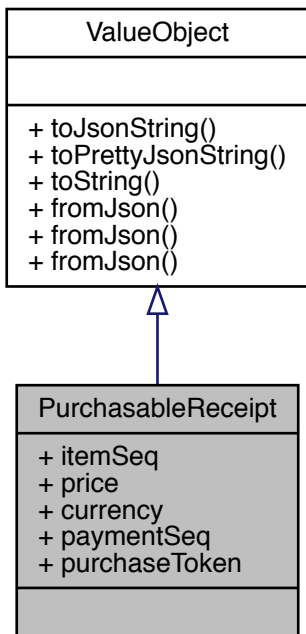 ValueObject
+ toJsonString()
+ toPrettyJsonString()
+ toString()
+ fromJson()
+ fromJson()
+ fromJson()
PurchasableReceipt
+ itemSeq
+ price
+ currency
+ paymentSeq
+ purchaseToken